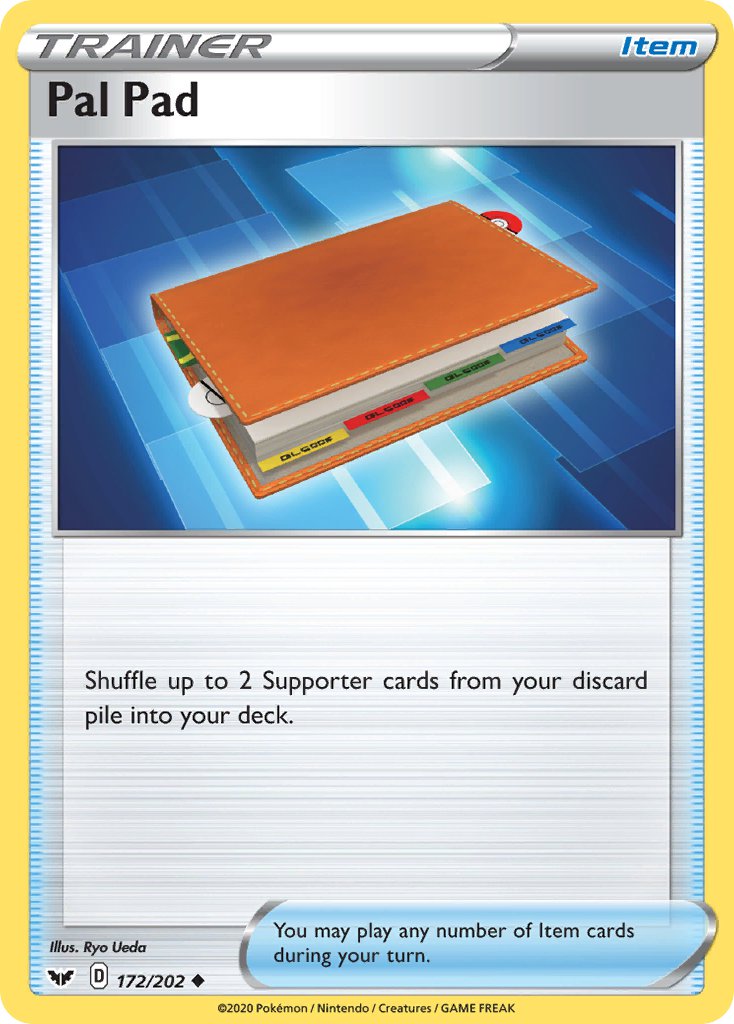 TRAINER
Item
Pal Pad
Shuffle up to 2 Supporter cards from your discard
pile into your deck.
You may play any number of Item cards
during your turn.
Illus. Ryo Ueda
D 172/202
©2020 Pokémon / Nintendo / Creatures / GAME FREAK